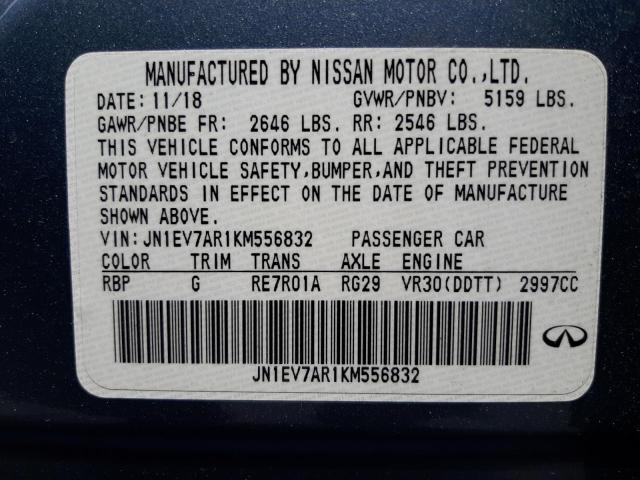 MANUFACTURED BY NISSAN MOTOR CO.,LTD.
DATE: 11/18 GVWR/PNBV: 5159 LBS.
GAWR/PNBE FR: 2646 LBS. RR: 2546 LBS.
THIS VEHICLE CONFORMS TO ALL APPLICABLE FEDERAL
MOTOR VEHICLE SAFETY,BUMPER,AND THEFT PREVENTION
STANDARDS IN EFFECT ON THE DATE OF MANUFACTURE
SHOWN ABOVE.
VIN:JN1EV7AR1KM556832 PASSENGER CAR
COLOR TRIM TRANS AXLE ENGINE
RBP G RE7R01A RG29 VR30(DDTT) 2997CC
JN1EV7AR1KM556832